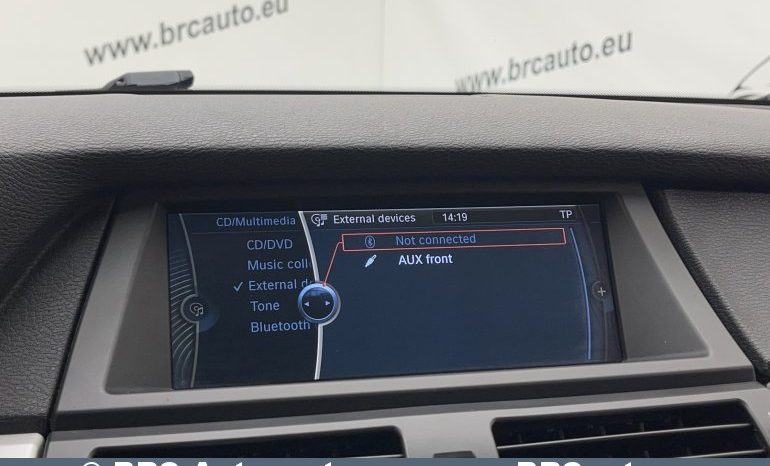 www.brcauto.eu
www.brcauto.eu
CD/Multimedia
External devices 14:19 TP
CD/DVD
Music coll
External de
Tone
Bluetooth
Not connected
AUX front
+